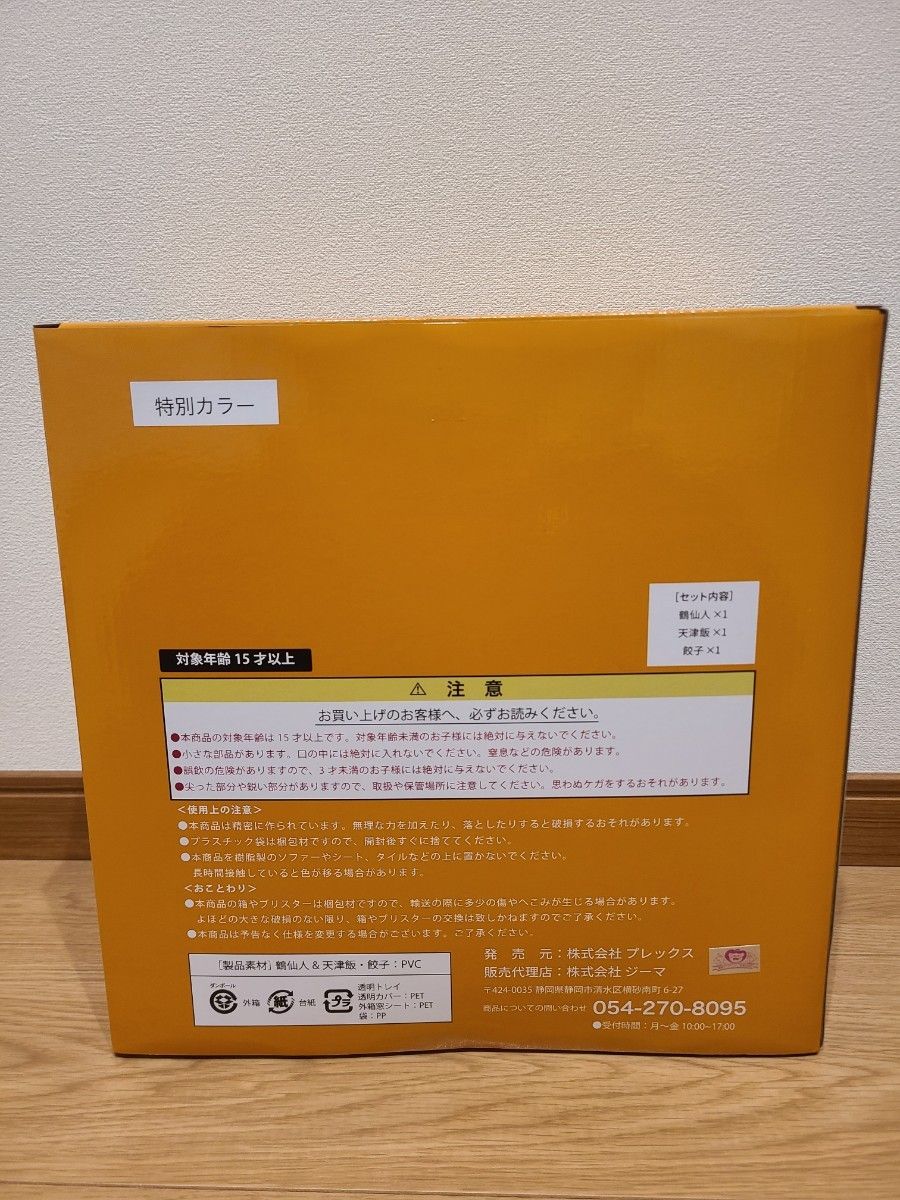 特別カラー
[セット内容]
鶴仙人×1
天津飯×1
餃子×1
対象年齢15才以上
⚠ 注 意
お買い上げのお客様へ、必ずお読みください。
●本商品の対象年齢は15才以上です。対象年齢未満のお子様には絶対に与えないでください。
●小さな部品があります。口の中には絶対に入れないでください。窒息などの危険があります。
●誤飲の危険がありますので、3才未満のお子様には絶対に与えないでください。
●尖った部分や鋭い部分がありますので、取扱や保管場所に注意してください。思わぬケガをするおそれがあります。
<使用上の注意>
●本商品は精密に作られています。無理な力を加えたり、落としたりすると破損するおそれがあります。
●プラスチック袋は梱包材ですので、開封後すぐに捨ててください。
●本商品を樹脂製のソファーやシート、タイルなどの上に置かないでください。
長時間接触していると色が移る場合があります。
<おことわり>
●本商品の箱やブリスターは梱包材ですので、輸送の際に多少の傷やへこみが生じる場合があります。
よほどの大きな破損のない限り、箱やブリスターの交換は致しかねますのでご了承ください。
●本商品は予告なく仕様を変更する場合がございます。ご了承ください。
[製品素材] 鶴仙人&天津飯・餃子:PVC
ダンボール
外箱
紙
台紙
プラ
透明トレイ
透明カバー:PET
外箱窓シート:PET
袋:PP
発 売 元:株式会社 プレックス
販売代理店:株式会社 ジーマ
〒424-0035 静岡県静岡市清水区横砂南町 6-27
商品についての問い合わせ 054-270-8095
●受付時間:月~金 10:00~17:00